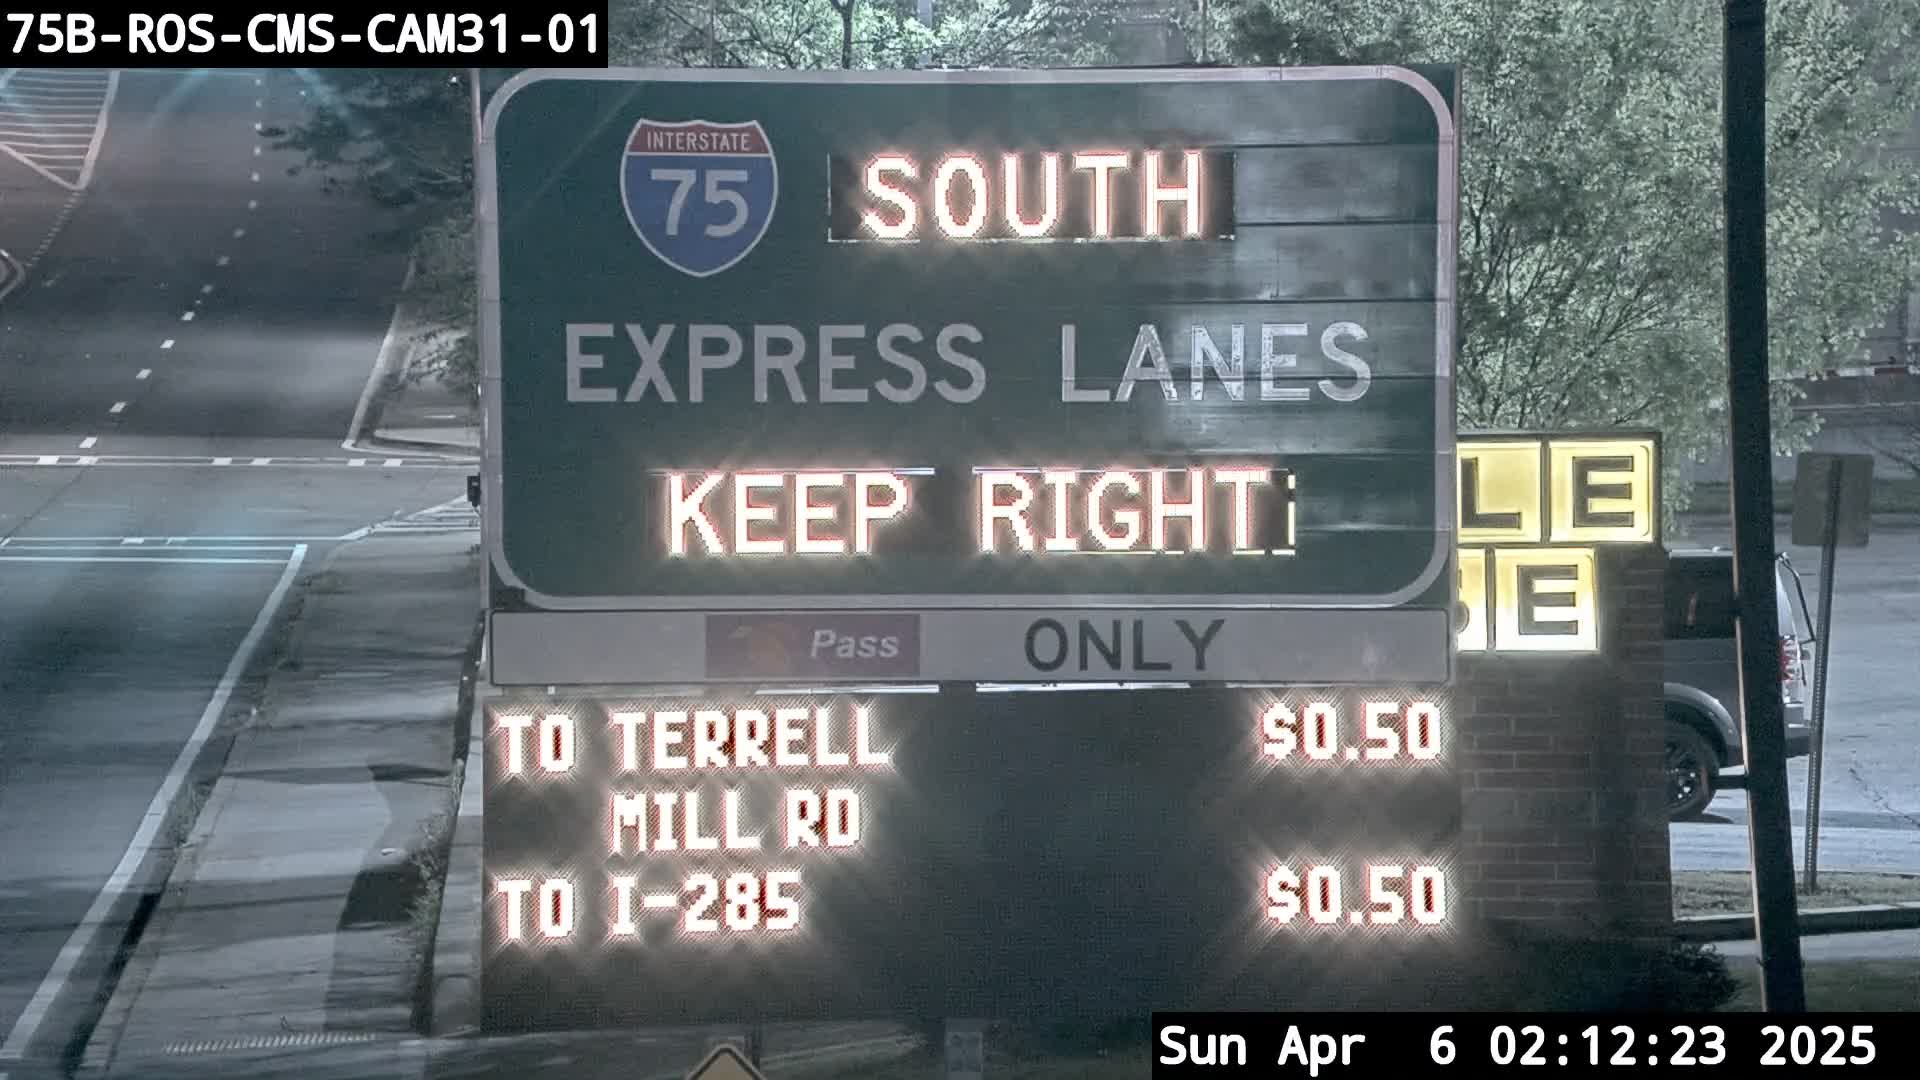 75B-ROS-CMS-CAM31-01
INTERSTATE
75
SOUTH
EXPRESS LANES
KEEP RIGHT
Pass ONLY
TO TERRELL $0.50
MILL RD
TO I-285 $0.50
LE
E
Sun Apr 6 02:12:23 2025